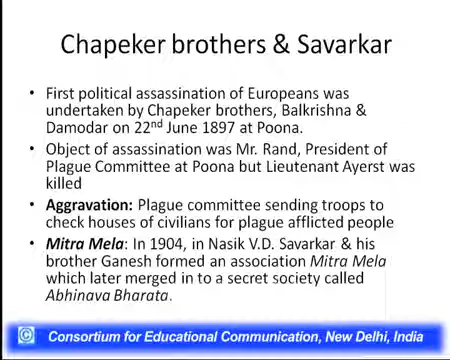 Chapeker brothers & Savarkar
• First political assassination of Europeans was
undertaken by Chapeker brothers, Balkrishna &
Damodar on 22nd June 1897 at Poona.
• Object of assassination was Mr. Rand, President of
Plague Committee at Poona but Lieutenant Ayerst was
killed
• Aggravation: Plague committee sending troops to
check houses of civilians for plague afflicted people
• Mitra Mela: In 1904, in Nasik V.D. Savarkar & his
brother Ganesh formed an association Mitra Mela
which later merged in to a secret society called
Abhinava Bharata.
© Consortium for Educational Communication, New Delhi, India